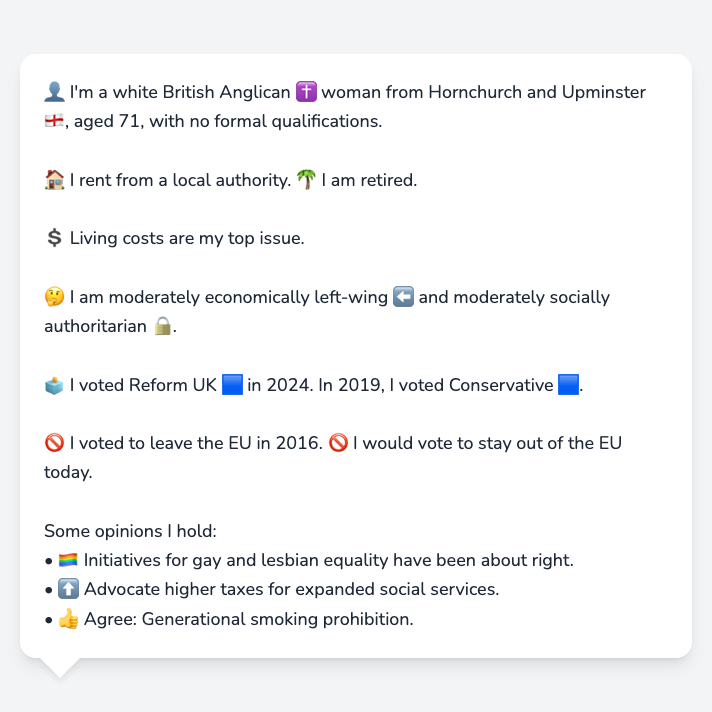 👤 I'm a white British Anglican ✝️ woman from Hornchurch and Upminster
🏴󠁧󠁢󠁥󠁮󠁧󠁿, aged 71, with no formal qualifications.
🏠 I rent from a local authority. 🌴 I am retired.
💲 Living costs are my top issue.
🤔 I am moderately economically left-wing ⬅️ and moderately socially
authoritarian 🔒.
🗳️ I voted Reform UK 🟦 in 2024. In 2019, I voted Conservative 🟦.
🚫 I voted to leave the EU in 2016. 🚫 I would vote to stay out of the EU
today.
Some opinions I hold:
• 🏳️‍🌈 Initiatives for gay and lesbian equality have been about right.
• ⬆️ Advocate higher taxes for expanded social services.
• 👍 Agree: Generational smoking prohibition.